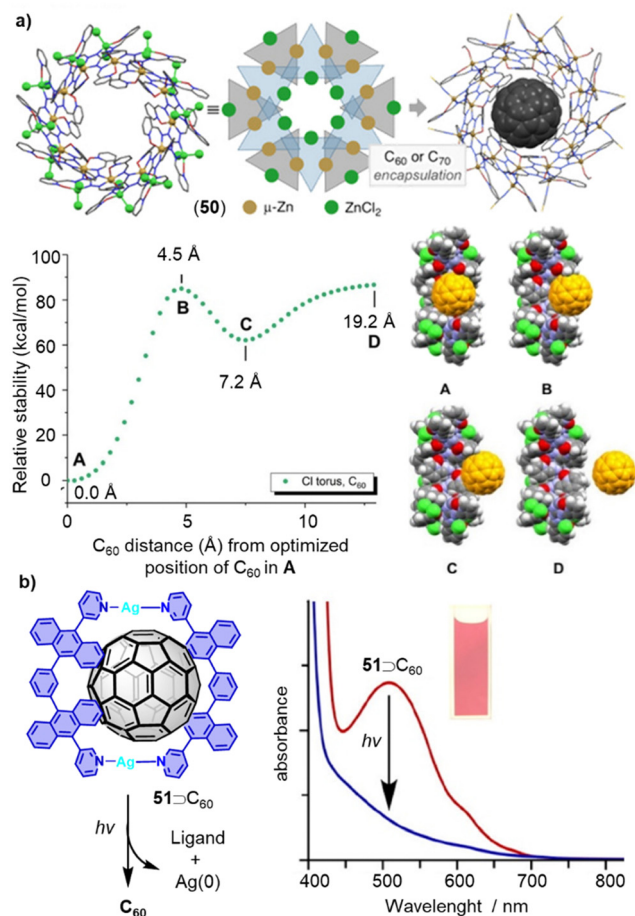 a)
≡
C60 or C70
encapsulation
(50)
μ-Zn
ZnCl2
Relative stability (kcal/mol)
100
80
60
40
20
0
4.5 Å
B
C
7.2 Å
19.2 Å
D
A
0.0 Å
Cl torus, C60
0
5
10
C60 distance (Å) from optimized
position of C60 in A
A
B
C
D
b)
N
Ag
N
N
Ag
N
51⊃C60
hν
Ligand
+
Ag(0)
C60
absorbance
51⊃C60
hν
400
500
600
700
800
Wavelenght / nm